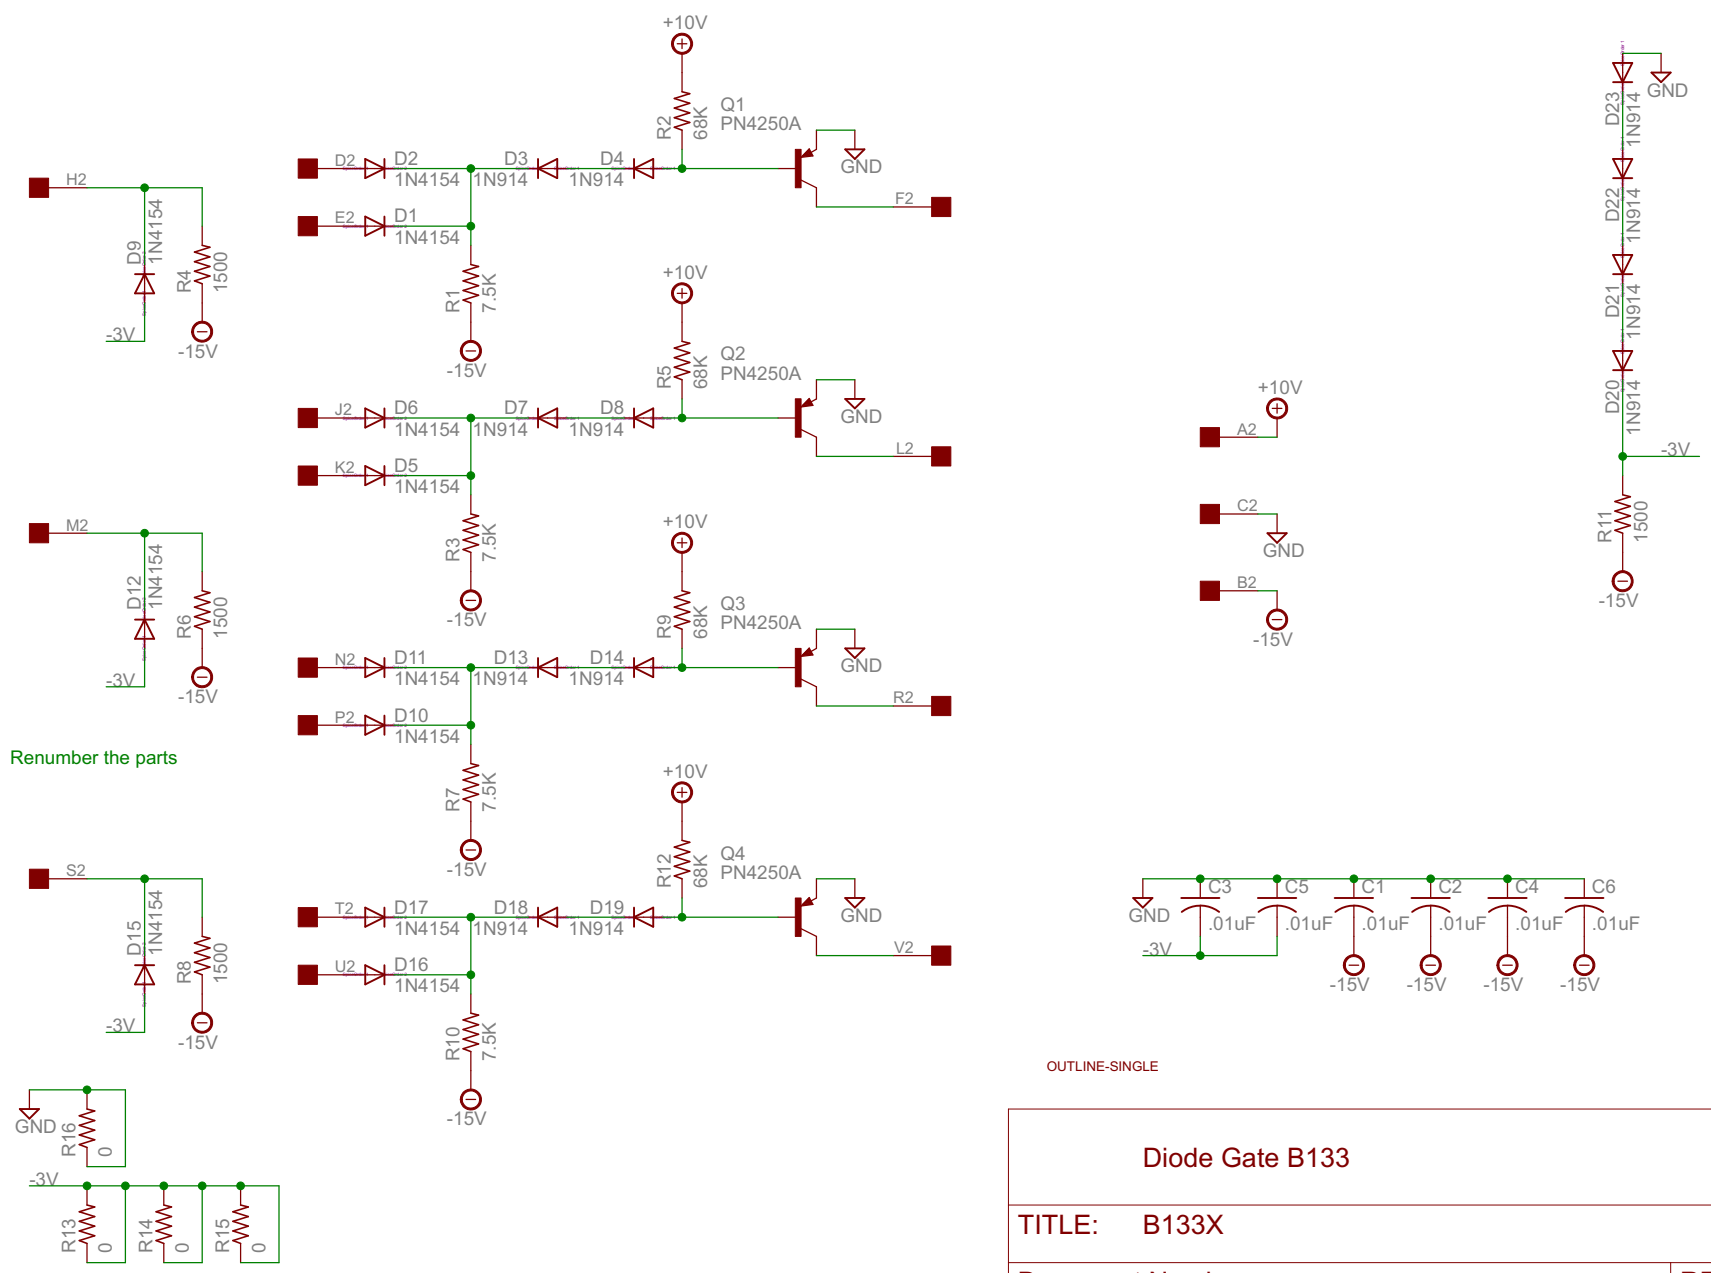 +10V
R2
68K
Q1
PN4250A
GND
F2
D2
D2
1N4154
D3
1N914
D4
1N914
E2
D1
1N4154
R1
7.5K
-15V
H2
D9
1N4154
R4
1500
-3V
-15V
+10V
R5
68K
Q2
PN4250A
GND
L2
J2
D6
1N4154
D7
1N914
D8
1N914
K2
D5
1N4154
R3
7.5K
-15V
M2
D12
1N4154
R6
1500
-3V
-15V
+10V
R9
68K
Q3
PN4250A
GND
R2
N2
D11
1N4154
D13
1N914
D14
1N914
P2
D10
1N4154
R7
7.5K
-15V
Renumber the parts
+10V
R12
68K
Q4
PN4250A
GND
V2
T2
D17
1N4154
D18
1N914
D19
1N914
U2
D16
1N4154
R10
7.5K
-15V
S2
D15
1N4154
R8
1500
-3V
-15V
GND
R16
0
-3V
R13
0
R14
0
R15
0
GND
D23
1N914
D22
1N914
D21
1N914
D20
1N914
-3V
R11
1500
-15V
+10V
A2
C2
GND
B2
-15V
GND
-3V
C3
.01uF
C5
.01uF
C1
.01uF
-15V
C2
.01uF
-15V
C4
.01uF
-15V
C6
.01uF
-15V
OUTLINE-SINGLE
Diode Gate B133
TITLE: B133X